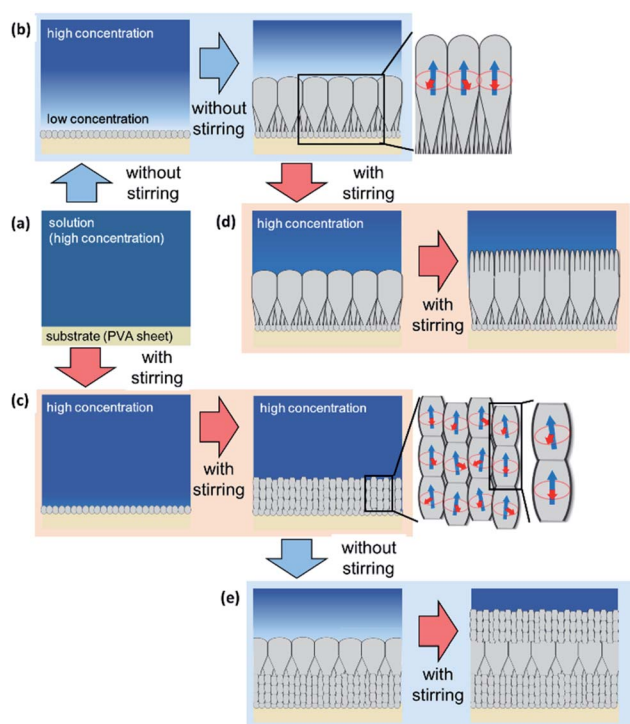 (b)
high concentration
low concentration
without
stirring
without
stirring
with
stirring
(a)
solution
(high concentration)
substrate (PVA sheet)
with
stirring
(d)
high concentration
with
stirring
(c)
high concentration
with
stirring
high concentration
without
stirring
(e)
with
stirring